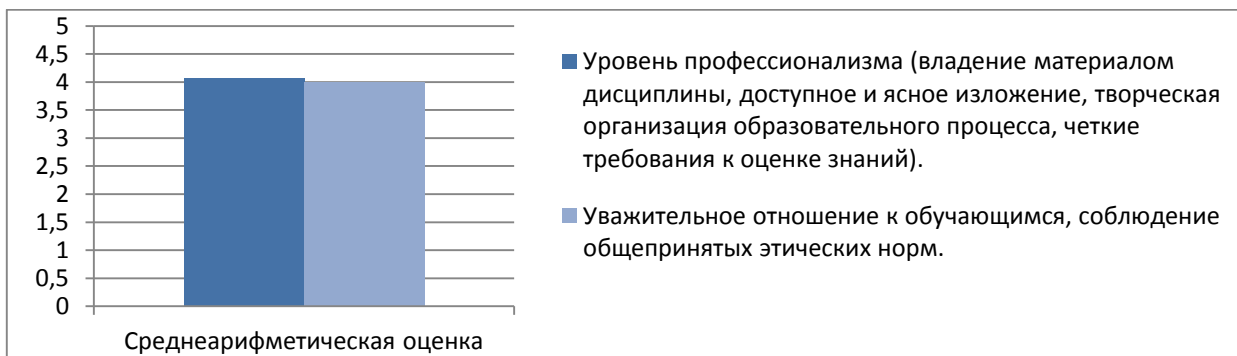 5
4,5
4
3,5
3
2,5
2
1,5
1
0,5
0
Среднеарифметическая оценка
Уровень профессионализма (владение материалом
дисциплины, доступное и ясное изложение, творческая
организация образовательного процесса, четкие
требования к оценке знаний).
Уважительное отношение к обучающимся, соблюдение
общепринятых этических норм.